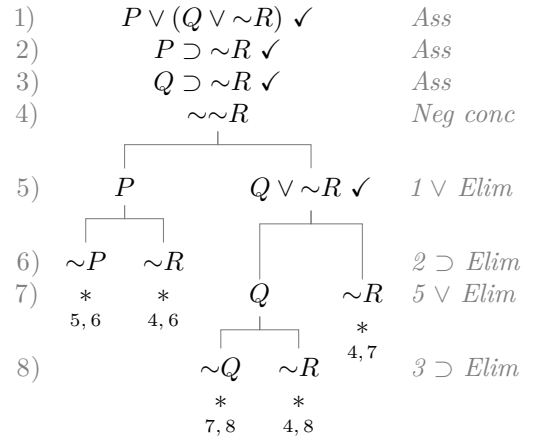 1) P ∨ (Q ∨ ∼R) ✓ Ass
2) P ⊃ ∼R ✓ Ass
3) Q ⊃ ∼R ✓ Ass
4) ∼∼R Neg conc
5) P Q ∨ ∼R ✓ 1 ∨ Elim
6) ∼P ∼R 2 ⊃ Elim
7) * * Q ∼R 5 ∨ Elim
5, 6 4, 6 *
4, 7
8) ∼Q ∼R 3 ⊃ Elim
* *
7, 8 4, 8